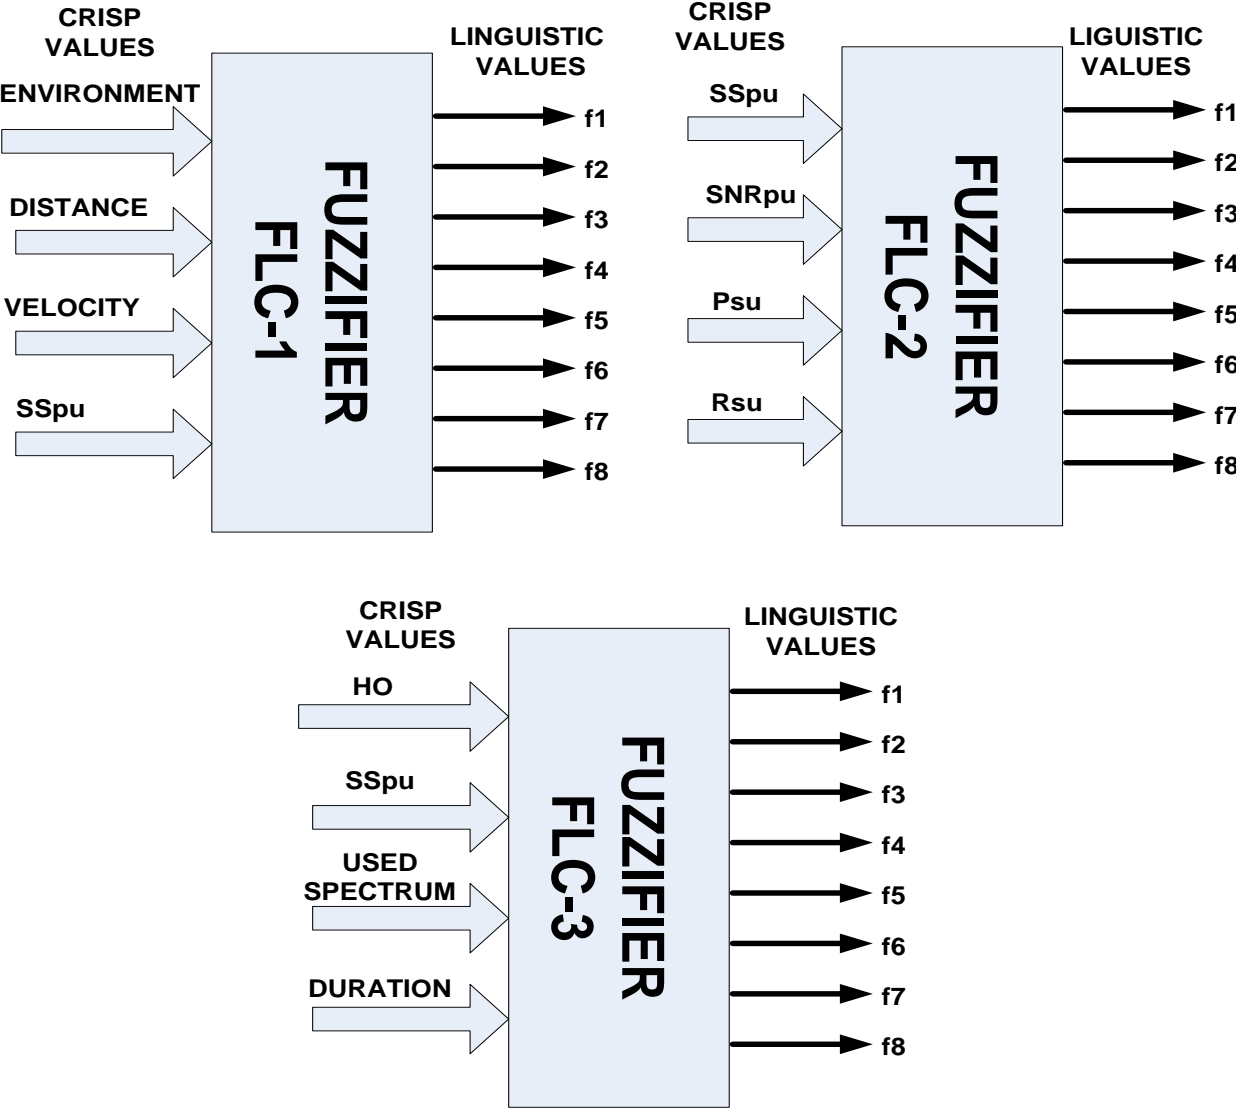 CRISP
VALUES
ENVIRONMENT
DISTANCE
VELOCITY
SSpu
FUZZIFIER
FLC-1
LINGUISTIC
VALUES
f1
f2
f3
f4
f5
f6
f7
f8
CRISP
VALUES
SSpu
SNRpu
Psu
Rsu
FUZZIFIER
FLC-2
LIGUISTIC
VALUES
f1
f2
f3
f4
f5
f6
f7
f8
CRISP
VALUES
HO
SSpu
USED
SPECTRUM
DURATION
FUZZIFIER
FLC-3
LINGUISTIC
VALUES
f1
f2
f3
f4
f5
f6
f7
f8